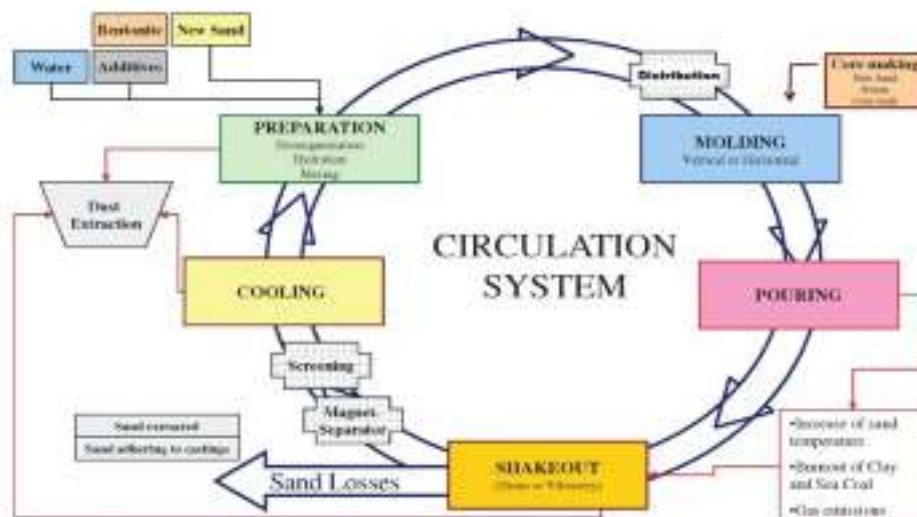 Bentonite
New Sand
Water
Additives
Distribution
Core making
New Sand
PREPARATION
Homogenization
Hydration
Mixing
MOLDING
Vertical or Horizontal
Dust
Extraction
CIRCULATION
SYSTEM
COOLING
POURING
Screening
Magnet.
Separator
Sand extracted
Sand adhering to castings
•Increase of sand
temperature
•Burnout of Clay
and Sea Coal
•Gas emissions
SHAKEOUT
Sand Losses